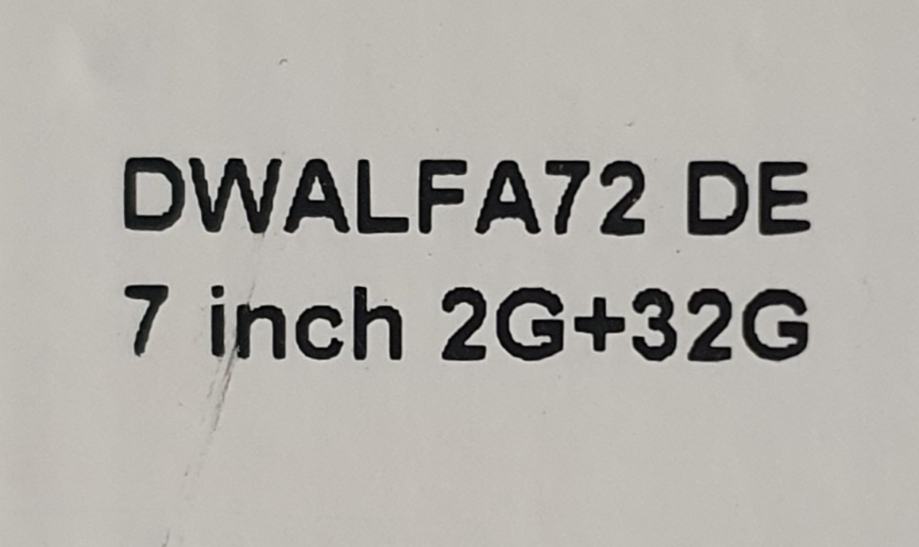 DWALFA72 DE
7 inch 2G+32G